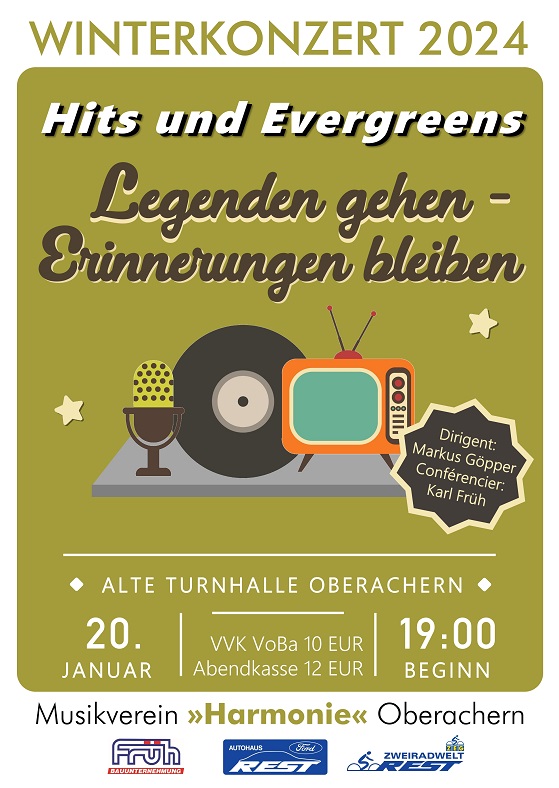 WINTERKONZERT 2024
Hits und Evergreens
Legenden gehen -
Erinnerungen bleiben
Dirigent:
Markus Göpper
Conférencier:
Karl Früh
ALTE TURNHALLE OBERACHERN
20.
JANUAR
VVK VoBa 10 EUR
Abendkasse 12 EUR
19:00
BEGINN
Musikverein »Harmonie« Oberachern
FRÜH
BAUUNTERNEHMUNG
AUTOHAUS Ford
REST
ZEG
ZWEIRADWELT
REST